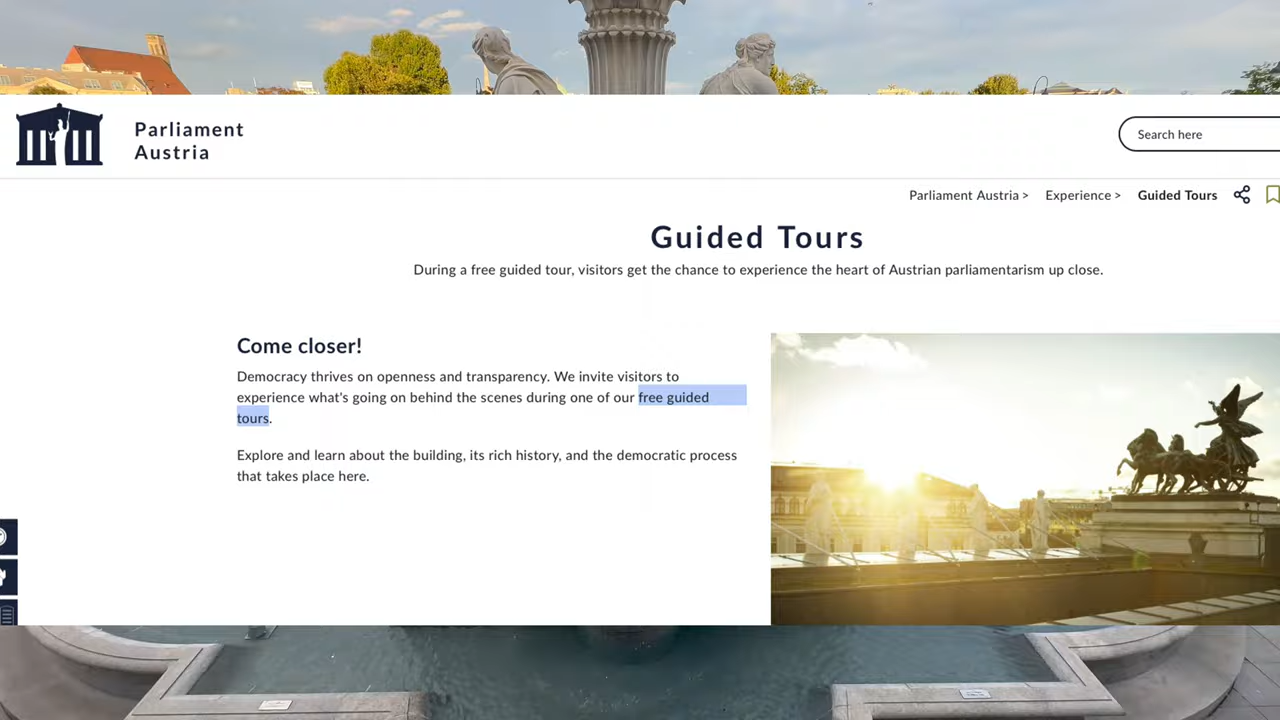 Parliament
Austria
Search here
Parliament Austria >
Experience >
Guided Tours
Guided Tours
During a free guided tour, visitors get the chance to experience the heart of Austrian parliamentarism up close.
Come closer!
Democracy thrives on openness and transparency. We invite visitors to
experience what's going on behind the scenes during one of our free guided
tours.
Explore and learn about the building, its rich history, and the democratic process
that takes place here.